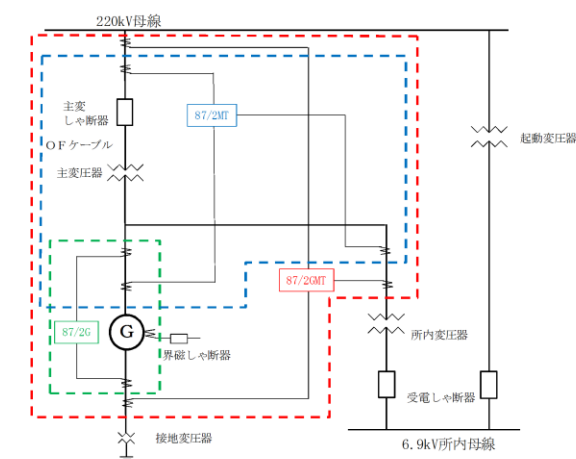 220kV母線
主変
しゃ断器
87/2MT
OFケーブル
起動変圧器
主変圧器
87/2GMT
87/2G
G
所内変圧器
界磁しゃ断器
受電しゃ断器
接地変圧器
6.9kV所内母線